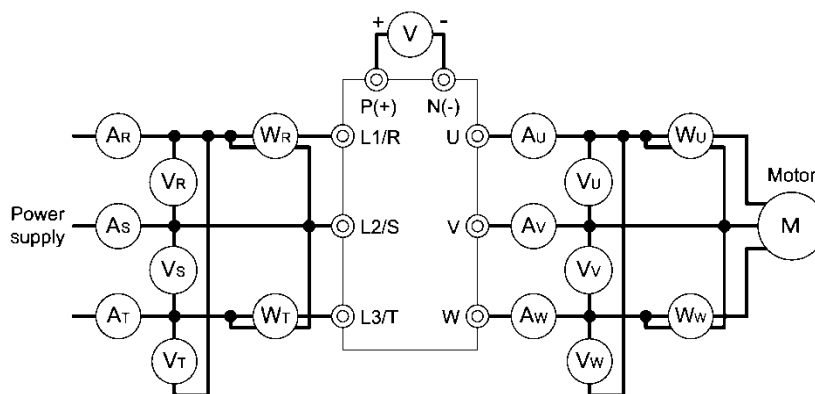 + V -
P(+) N(-)
AR WR L1/R U AU WU
VR VU Motor
Power supply AS L2/S V AV M
VS VV
AT WT L3/T W AW WW
VT VW